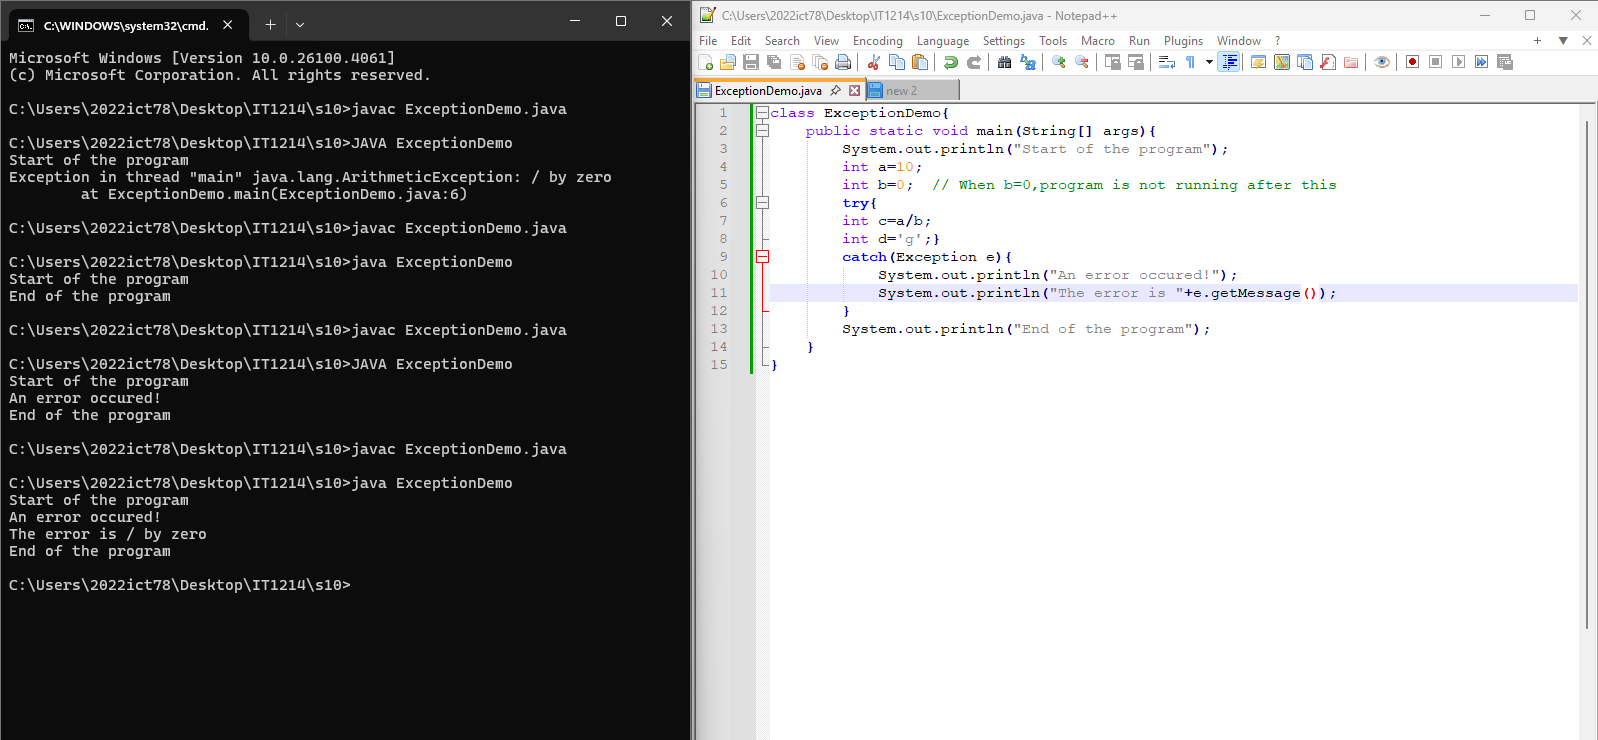 C:\WINDOWS\system32\cmd.
Microsoft Windows [Version 10.0.26100.4061]
(c) Microsoft Corporation. All rights reserved.
C:\Users\2022ict78\Desktop\IT1214\s10>javac ExceptionDemo.java
C:\Users\2022ict78\Desktop\IT1214\s10>JAVA ExceptionDemo
Start of the program
Exception in thread "main" java.lang.ArithmeticException: / by zero
at ExceptionDemo.main(ExceptionDemo.java:6)
C:\Users\2022ict78\Desktop\IT1214\s10>javac ExceptionDemo.java
C:\Users\2022ict78\Desktop\IT1214\s10>java ExceptionDemo
Start of the program
End of the program
C:\Users\2022ict78\Desktop\IT1214\s10>javac ExceptionDemo.java
C:\Users\2022ict78\Desktop\IT1214\s10>JAVA ExceptionDemo
Start of the program
An error occured!
End of the program
C:\Users\2022ict78\Desktop\IT1214\s10>javac ExceptionDemo.java
C:\Users\2022ict78\Desktop\IT1214\s10>java ExceptionDemo
Start of the program
An error occured!
The error is / by zero
End of the program
C:\Users\2022ict78\Desktop\IT1214\s10>
C:\Users\2022ict78\Desktop\IT1214\s10\ExceptionDemo.java - Notepad++
File Edit Search View Encoding Language Settings Tools Macro Run Plugins Window ?
ExceptionDemo.java new 2
1 class ExceptionDemo{
2 public static void main(String[] args){
3 System.out.println("Start of the program");
4 int a=10;
5 int b=0; // When b=0,program is not running after this
6 try{
7 int c=a/b;
8 int d='g';}
9 catch(Exception e){
10 System.out.println("An error occured!");
11 System.out.println("The error is "+e.getMessage());
12 }
13 System.out.println("End of the program");
14 }
15 }